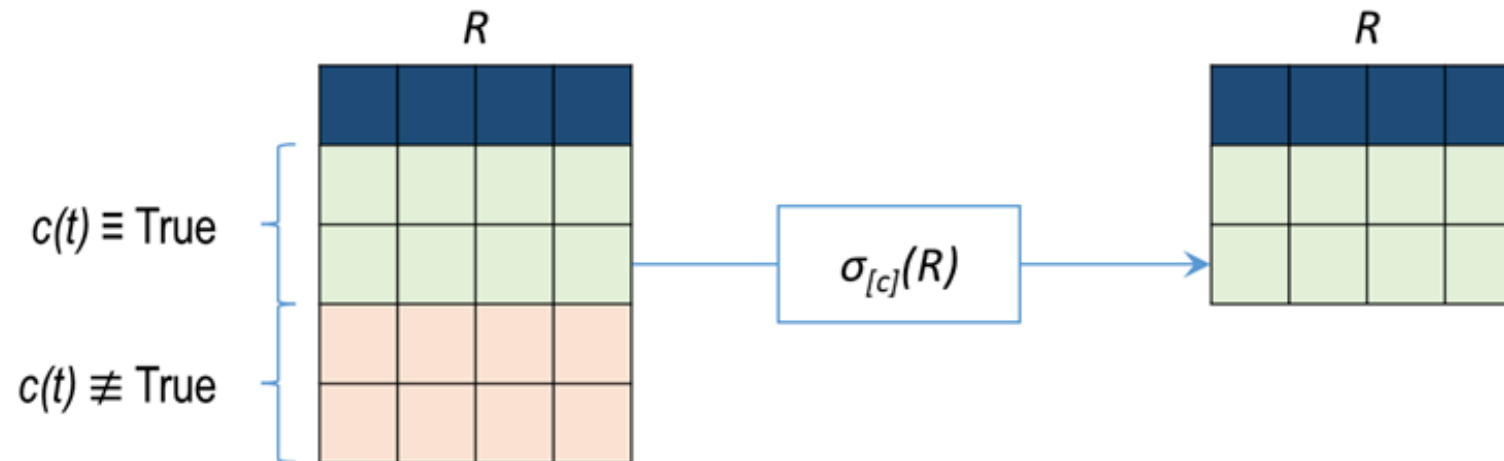 R
R
c(t) ≡ True
σ[c](R)
c(t) ≢ True